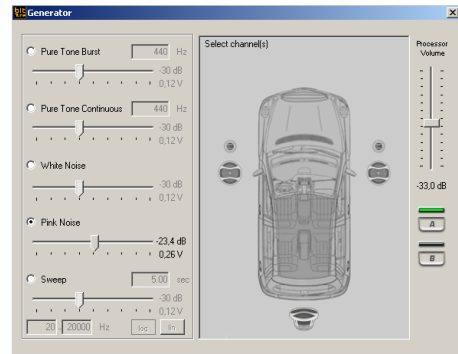 Generator
Pure Tone Burst 440 Hz
-30 dB
0,12 V
Pure Tone Continuous 440 Hz
-30 dB
0,12 V
White Noise
-30 dB
0,12 V
Pink Noise
-23,4 dB
0,26 V
Sweep 5.00 sec
-30 dB
0,12 V
20 20000 Hz log lin
Select channel(s)
Processor
Volume
-33,0 dB
A
B